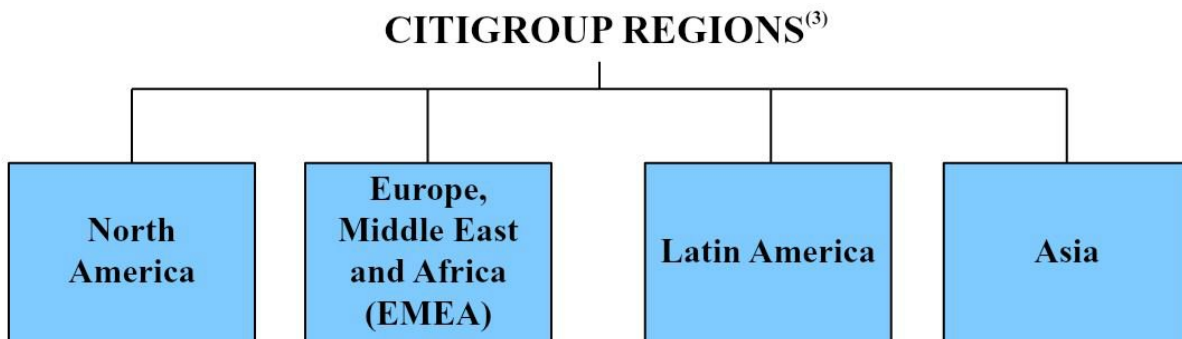 CITIGROUP REGIONS(3)
North
America
Europe,
Middle East
and Africa
(EMEA)
Latin America
Asia